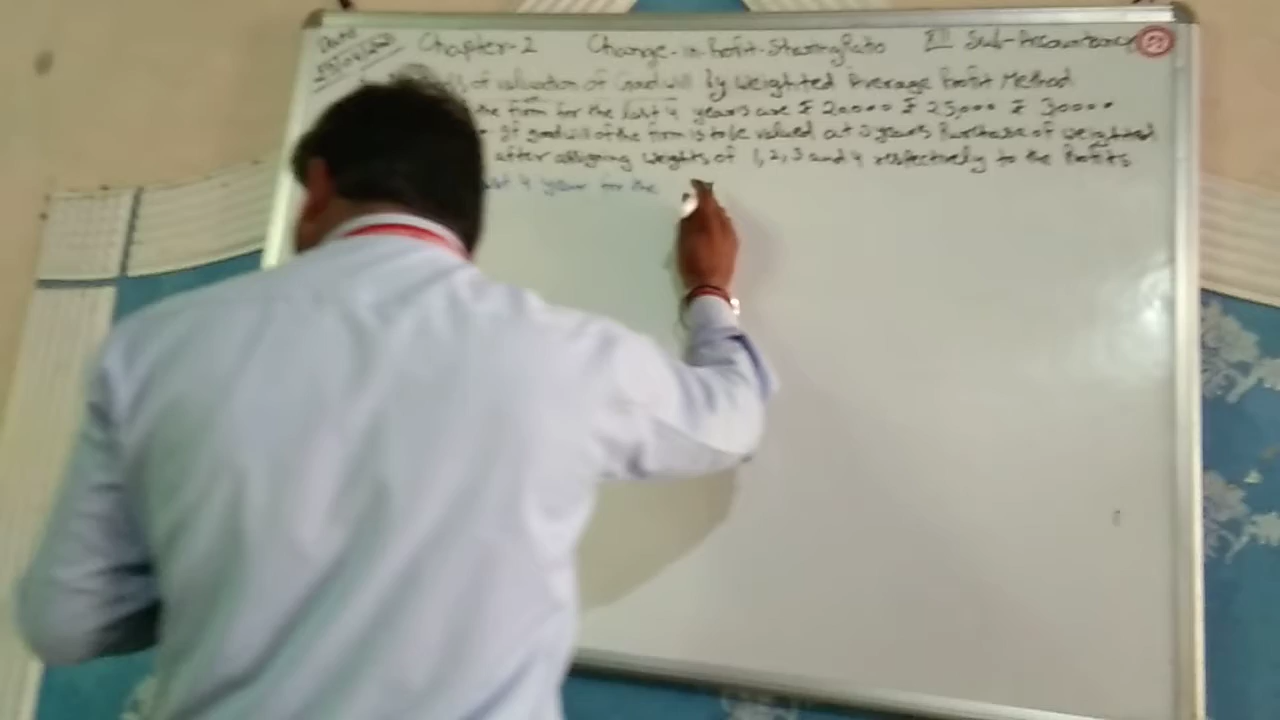 Date Chapter-2 Change-in Profit-Sharing Ratio XII Sub-Accountancy
of valuation of Goodwill by Weighted Average Profit Method
the firm for the last 4 years are ₹ 20000 ₹ 25,000 ₹ 30000
If goodwill of the firm is to be valued at 3 years Purchase of weighted
after assigning weights of 1, 2, 3 and 4 respectively to the Profits
4 year for the